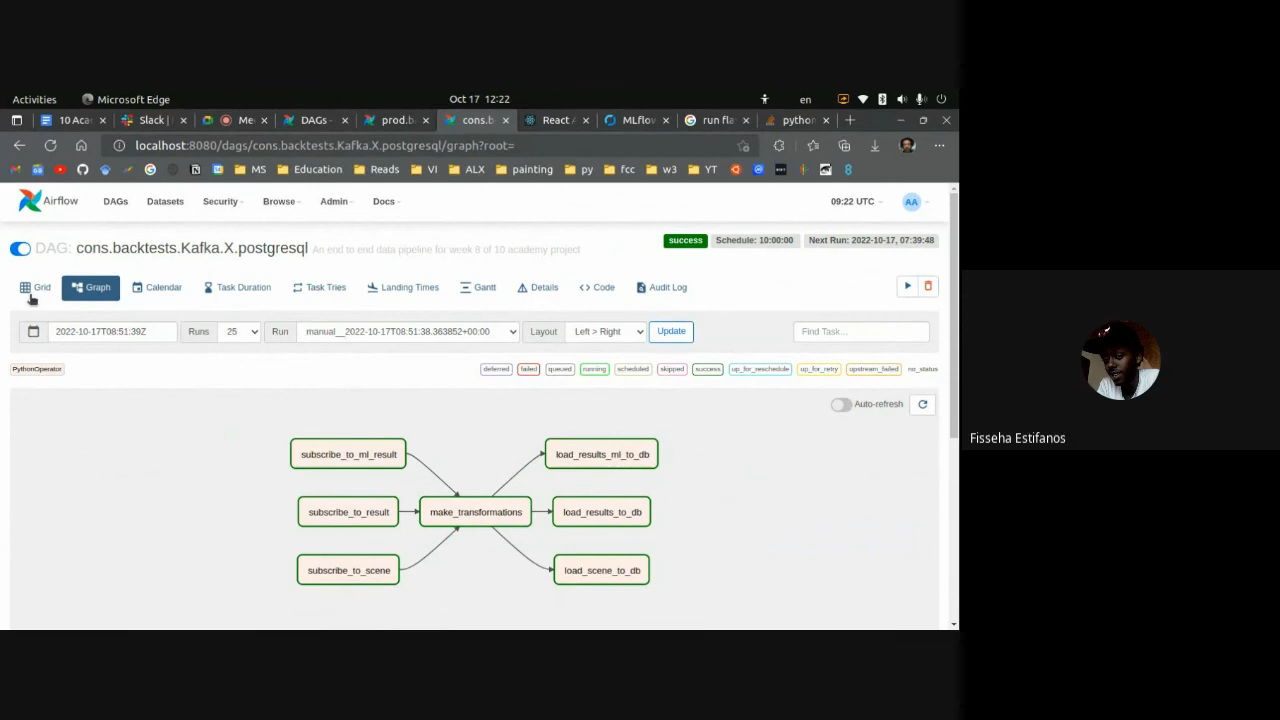 Activities Microsoft Edge Oct 17 12:22 en
10 Aca Slack | Me DAGs - prod.b cons.b React A MLflow run fla python
localhost:8080/dags/cons.backtests.Kafka.X.postgresql/graph?root=
MS Education Reads VI ALX painting py fcc w3 YT
Airflow DAGs Datasets Security Browse Admin Docs 09:22 UTC AA
DAG: cons.backtests.Kafka.X.postgresql An end to end data pipeline for week 8 of 10 academy project success Schedule: 10:00:00 Next Run: 2022-10-17, 07:39:48
Grid Graph Calendar Task Duration Task Tries Landing Times Gantt Details Code Audit Log
2022-10-17T08:51:39Z Runs 25 Run manual__2022-10-17T08:51:38.363852+00:00 Layout Left > Right Update Find Task...
PythonOperator deferred failed queued running scheduled skipped success up_for_reschedule up_for_retry upstream_failed no_status
Auto-refresh
subscribe_to_ml_result load_results_ml_to_db
subscribe_to_result make_transformations load_results_to_db
subscribe_to_scene load_scene_to_db
Fisseha Estifanos